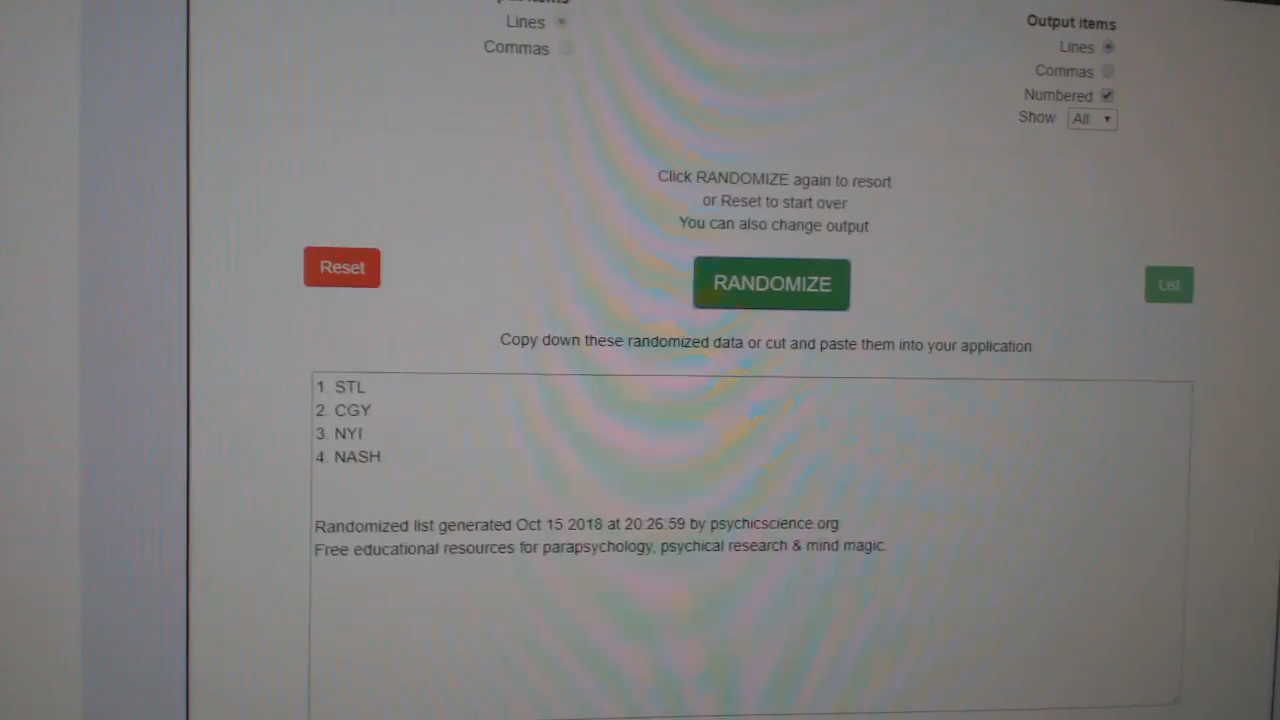 Lines
Commas
Output items
Lines
Commas
Numbered
Show All
Click RANDOMIZE again to resort
or Reset to start over
You can also change output
Reset
RANDOMIZE
List
Copy down these randomized data or cut and paste them into your application
1. STL
2. CGY
3. NYI
4. NASH
Randomized list generated Oct 15 2018 at 20:26:59 by psychicscience.org
Free educational resources for parapsychology, psychical research & mind magic.